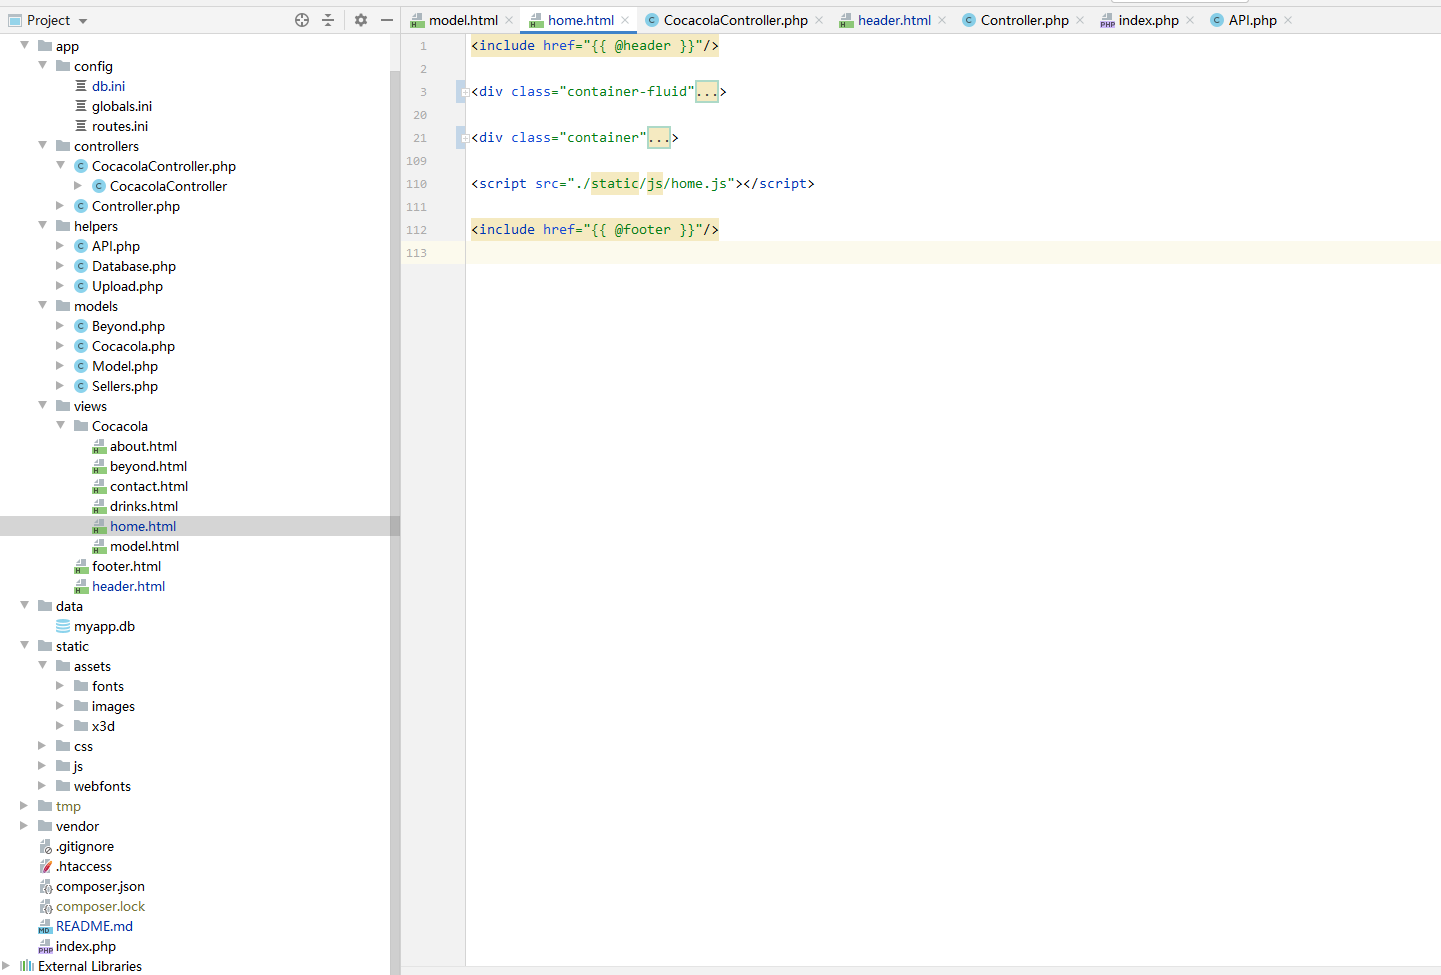 Project
app
config
db.ini
globals.ini
routes.ini
controllers
CocacolaController.php
CocacolaController
Controller.php
helpers
API.php
Database.php
Upload.php
models
Beyond.php
Cocacola.php
Model.php
Sellers.php
views
Cocacola
about.html
beyond.html
contact.html
drinks.html
home.html
model.html
footer.html
header.html
data
myapp.db
static
assets
fonts
images
x3d
css
js
webfonts
tmp
vendor
.gitignore
.htaccess
composer.json
composer.lock
README.md
index.php
External Libraries
model.html home.html CocacolaController.php header.html Controller.php index.php API.php
1 <include href="{{ @header }}"/>
2
3 <div class="container-fluid"...>
20
21 <div class="container"...>
109
110 <script src="./static/js/home.js"></script>
111
112 <include href="{{ @footer }}"/>
113